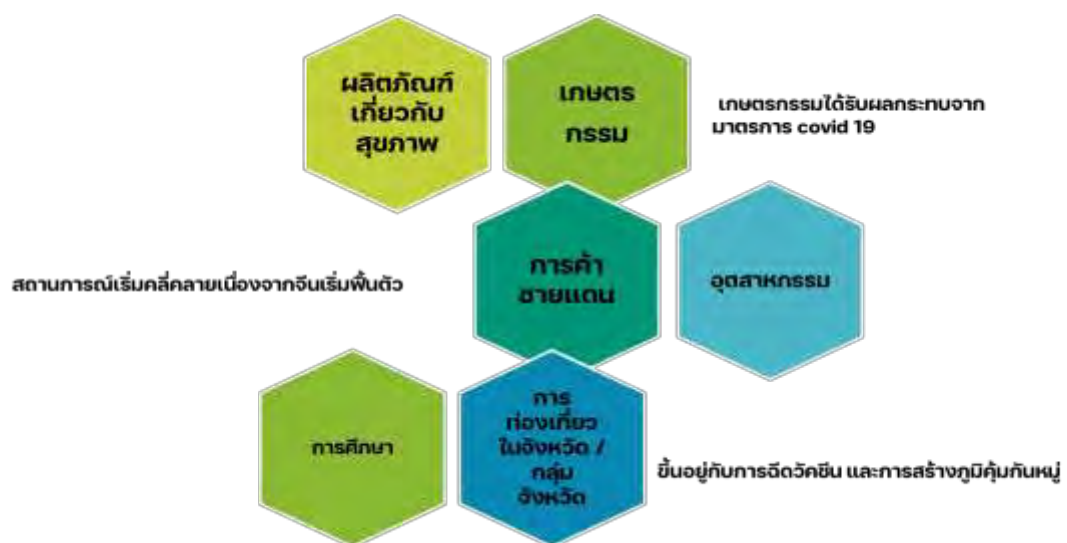 ผลิตภัณฑ์
เกี่ยวกับ
สุขภาพ
เกษตร
กรรม
เกษตรกรรมได้รับผลกระทบจาก
มาตรการ covid 19
สถานการณ์เริ่มคลี่คลายเนื่องจากจีนเริ่มฟื้นตัว
การค้า
ชายแดน
อุตสาหกรรม
การศึกษา
การ
ท่องเที่ยว
ในจังหวัด /
กลุ่ม
จังหวัด
ขึ้นอยู่กับการฉีดวัคซีน และการสร้างภูมิคุ้มกันหมู่